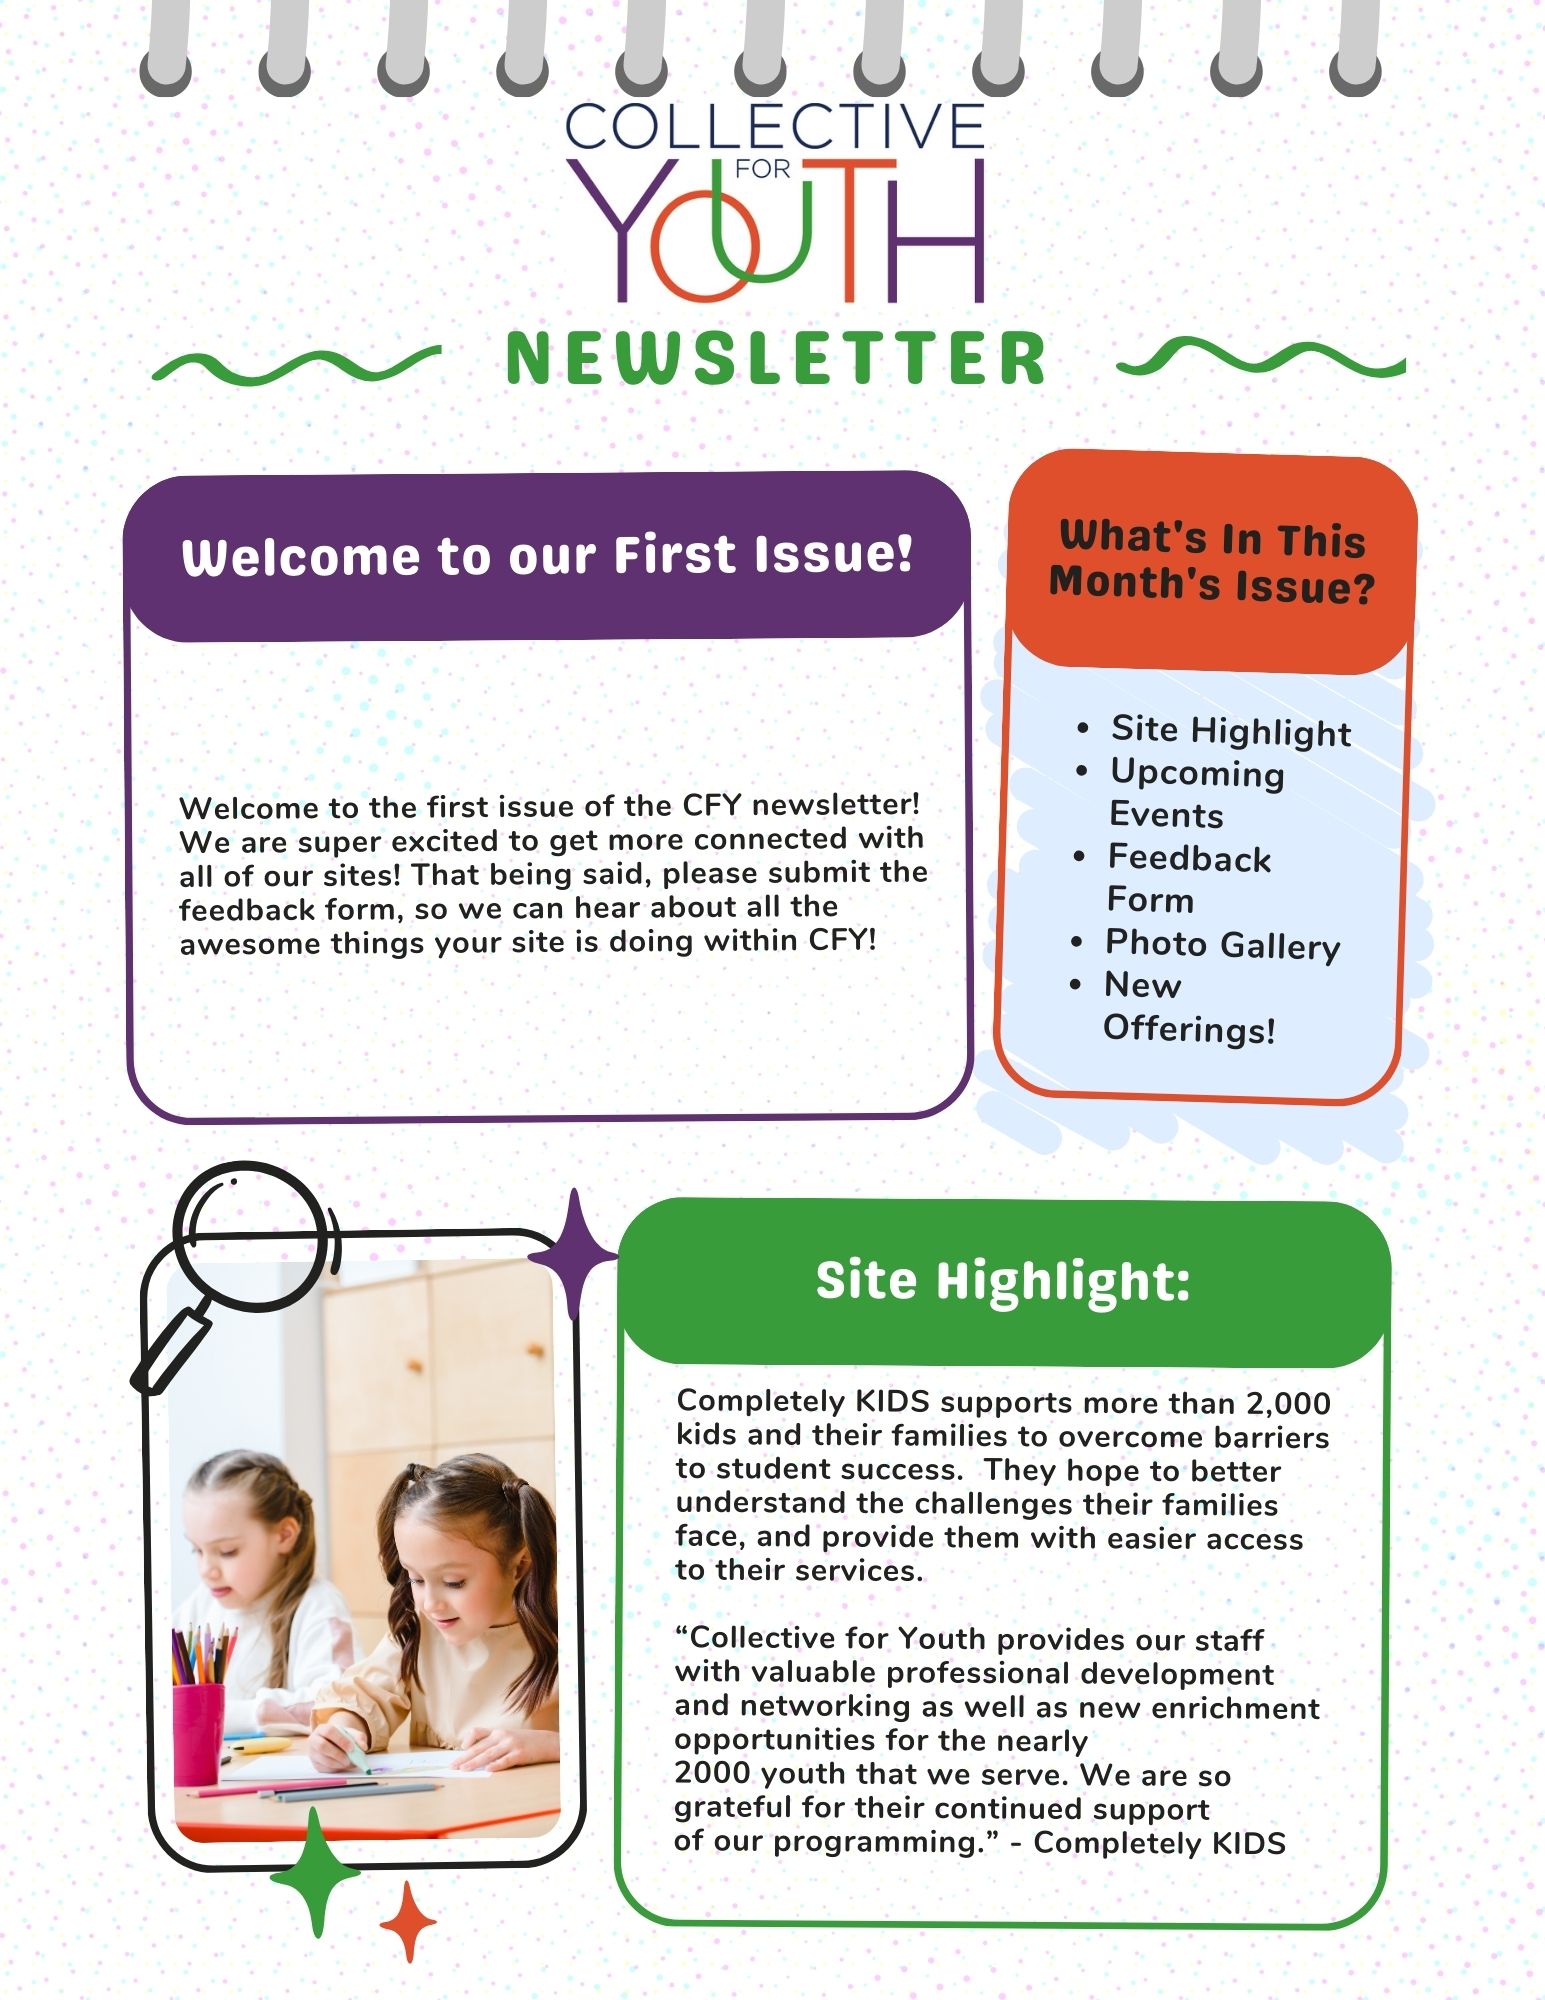 COLLECTIVE
FOR
YOUTH
NEWSLETTER
Welcome to our First Issue!
Welcome to the first issue of the CFY newsletter!
We are super excited to get more connected with
all of our sites! That being said, please submit the
feedback form, so we can hear about all the
awesome things your site is doing within CFY!
What's In This
Month's Issue?
• Site Highlight
• Upcoming
Events
• Feedback
Form
• Photo Gallery
• New
Offerings!
Site Highlight:
Completely KIDS supports more than 2,000
kids and their families to overcome barriers
to student success.  They hope to better
understand the challenges their families
face, and provide them with easier access
to their services.
“Collective for Youth provides our staff
with valuable professional development
and networking as well as new enrichment
opportunities for the nearly
2000 youth that we serve. We are so
grateful for their continued support
of our programming.” - Completely KIDS